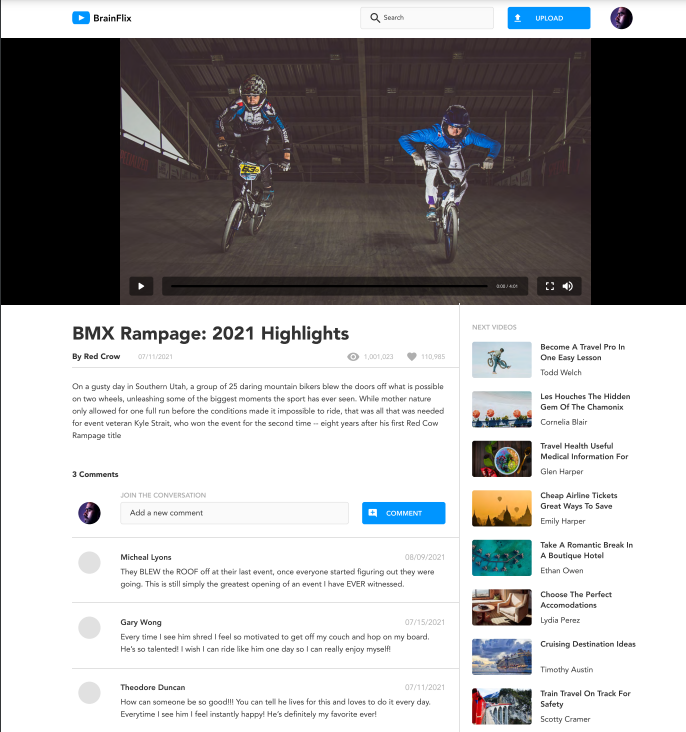 BrainFlix
Search
UPLOAD
0:00 / 4:01
BMX Rampage: 2021 Highlights
By Red Crow
07/11/2021
1,001,023
110,985
On a gusty day in Southern Utah, a group of 25 daring mountain bikers blew the doors off what is possible
on two wheels, unleashing some of the biggest moments the sport has ever seen. While mother nature
only allowed for one full run before the conditions made it impossible to ride, that was all that was needed
for event veteran Kyle Strait, who won the event for the second time -- eight years after his first Red Cow
Rampage title
3 Comments
JOIN THE CONVERSATION
Add a new comment
COMMENT
Micheal Lyons
08/09/2021
They BLEW the ROOF off at their last event, once everyone started figuring out they were
going. This is still simply the greatest opening of an event I have EVER witnessed.
Gary Wong
07/15/2021
Every time I see him shred I feel so motivated to get off my couch and hop on my board.
He's so talented! I wish I can ride like him one day so I can really enjoy myself!
Theodore Duncan
07/11/2021
How can someone be so good!!! You can tell he lives for this and loves to do it every day.
Everytime I see him I feel instantly happy! He's definitely my favorite ever!
NEXT VIDEOS
Become A Travel Pro In
One Easy Lesson
Todd Welch
Les Houches The Hidden
Gem Of The Chamonix
Cornelia Blair
Travel Health Useful
Medical Information For
Glen Harper
Cheap Airline Tickets
Great Ways To Save
Emily Harper
Take A Romantic Break In
A Boutique Hotel
Ethan Owen
Choose The Perfect
Accomodations
Lydia Perez
Cruising Destination Ideas
Timothy Austin
Train Travel On Track For
Safety
Scotty Cramer